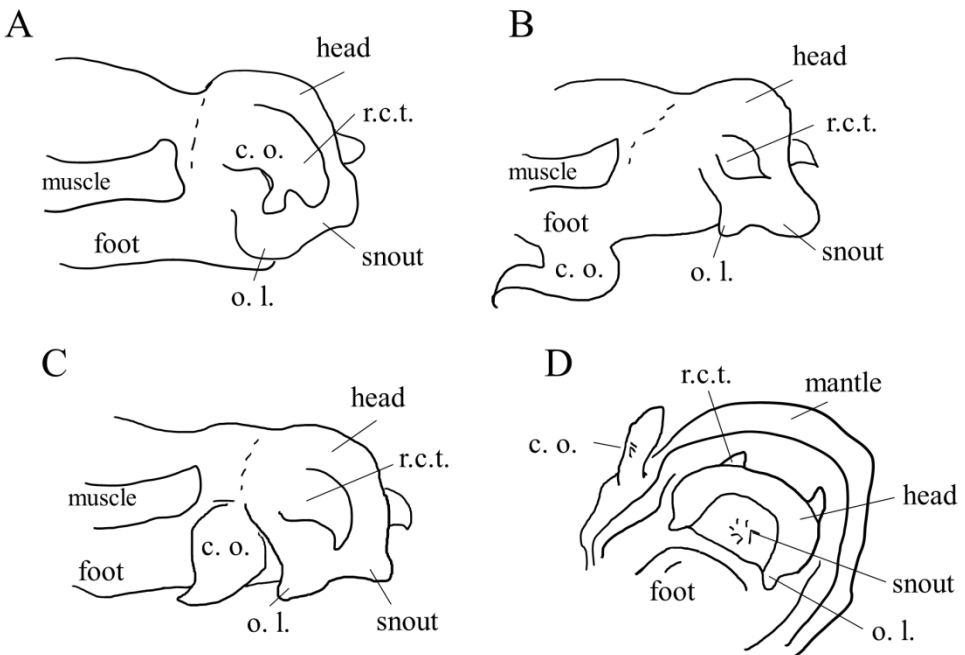 A
head
r.c.t.
c. o.
muscle
foot
snout
o. l.
B
head
r.c.t.
muscle
foot
c. o.
o. l.
snout
C
head
r.c.t.
muscle
c. o.
foot
snout
o. l.
D
r.c.t.
mantle
c. o.
head
snout
foot
o. l.